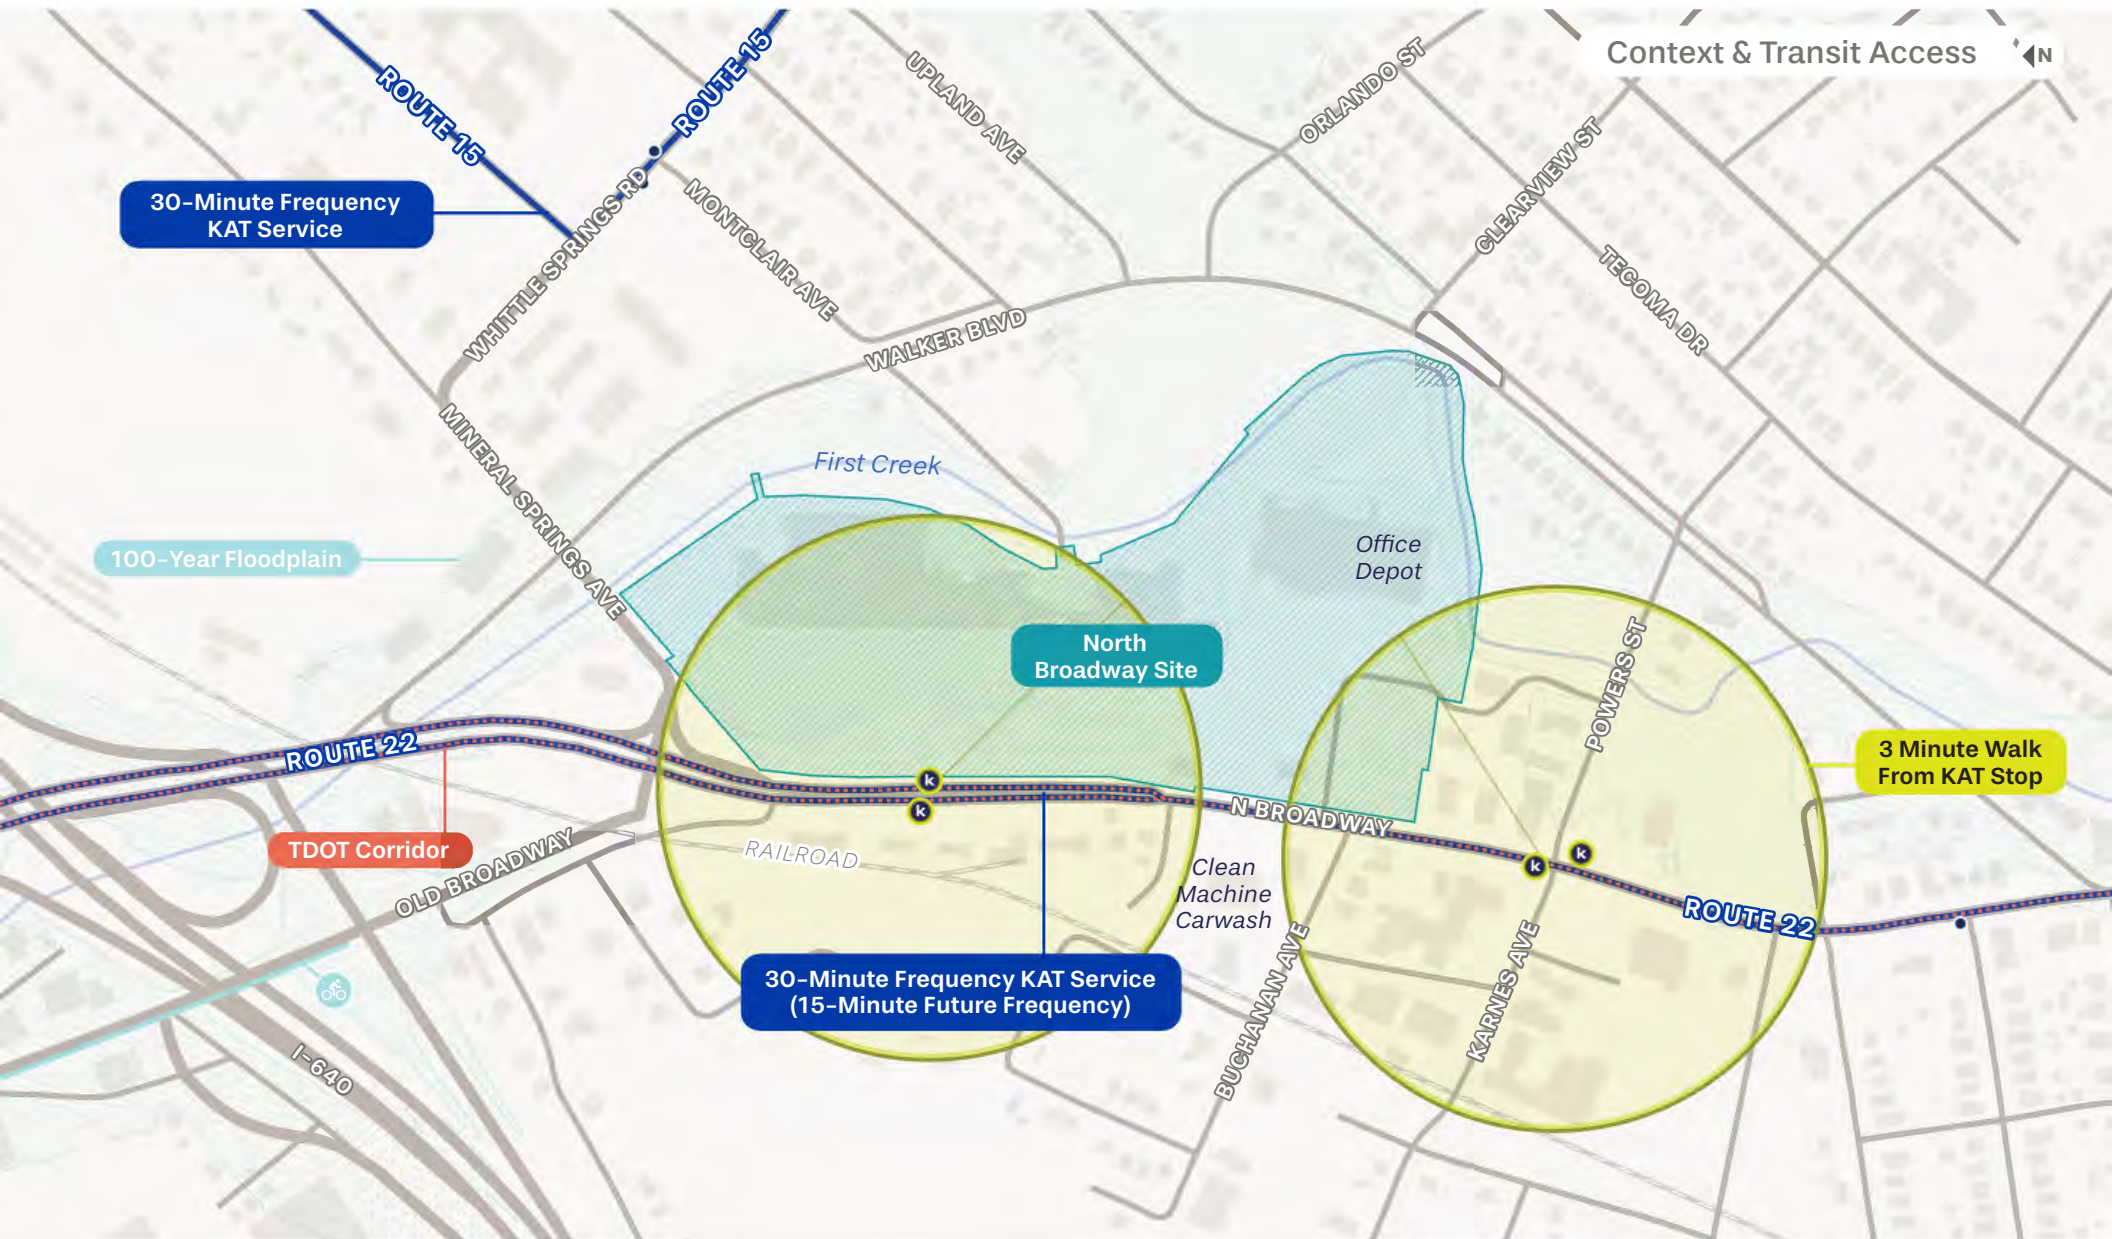 Context & Transit Access
N
ROUTE 15
ROUTE 15
UPLAND AVE
ORLANDO ST
CLEARVIEW ST
30-Minute Frequency
KAT Service
WHITTLE SPRINGS RD
MONTCLAIR AVE
WALKER BLVD
TECOMA DR
MINERAL SPRINGS AVE
First Creek
100-Year Floodplain
Office
Depot
North
Broadway Site
POWERS ST
ROUTE 22
3 Minute Walk
From KAT Stop
k
k
N BROADWAY
TDOT Corridor
OLD BROADWAY
RAILROAD
Clean
Machine
Carwash
k
k
ROUTE 22
30-Minute Frequency KAT Service
(15-Minute Future Frequency)
BUCHANAN AVE
KARNES AVE
I-640